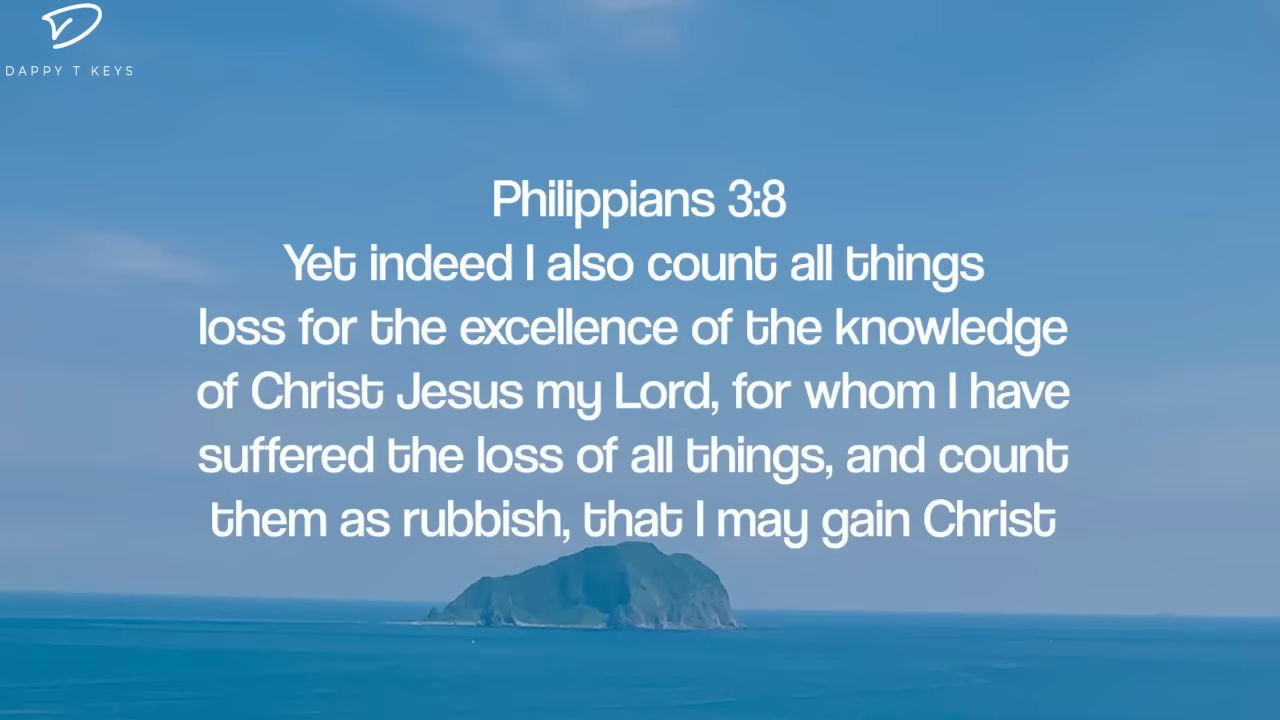 DAPPY T KEYS
Philippians 3:8
Yet indeed I also count all things
loss for the excellence of the knowledge
of Christ Jesus my Lord, for whom I have
suffered the loss of all things, and count
them as rubbish, that I may gain Christ